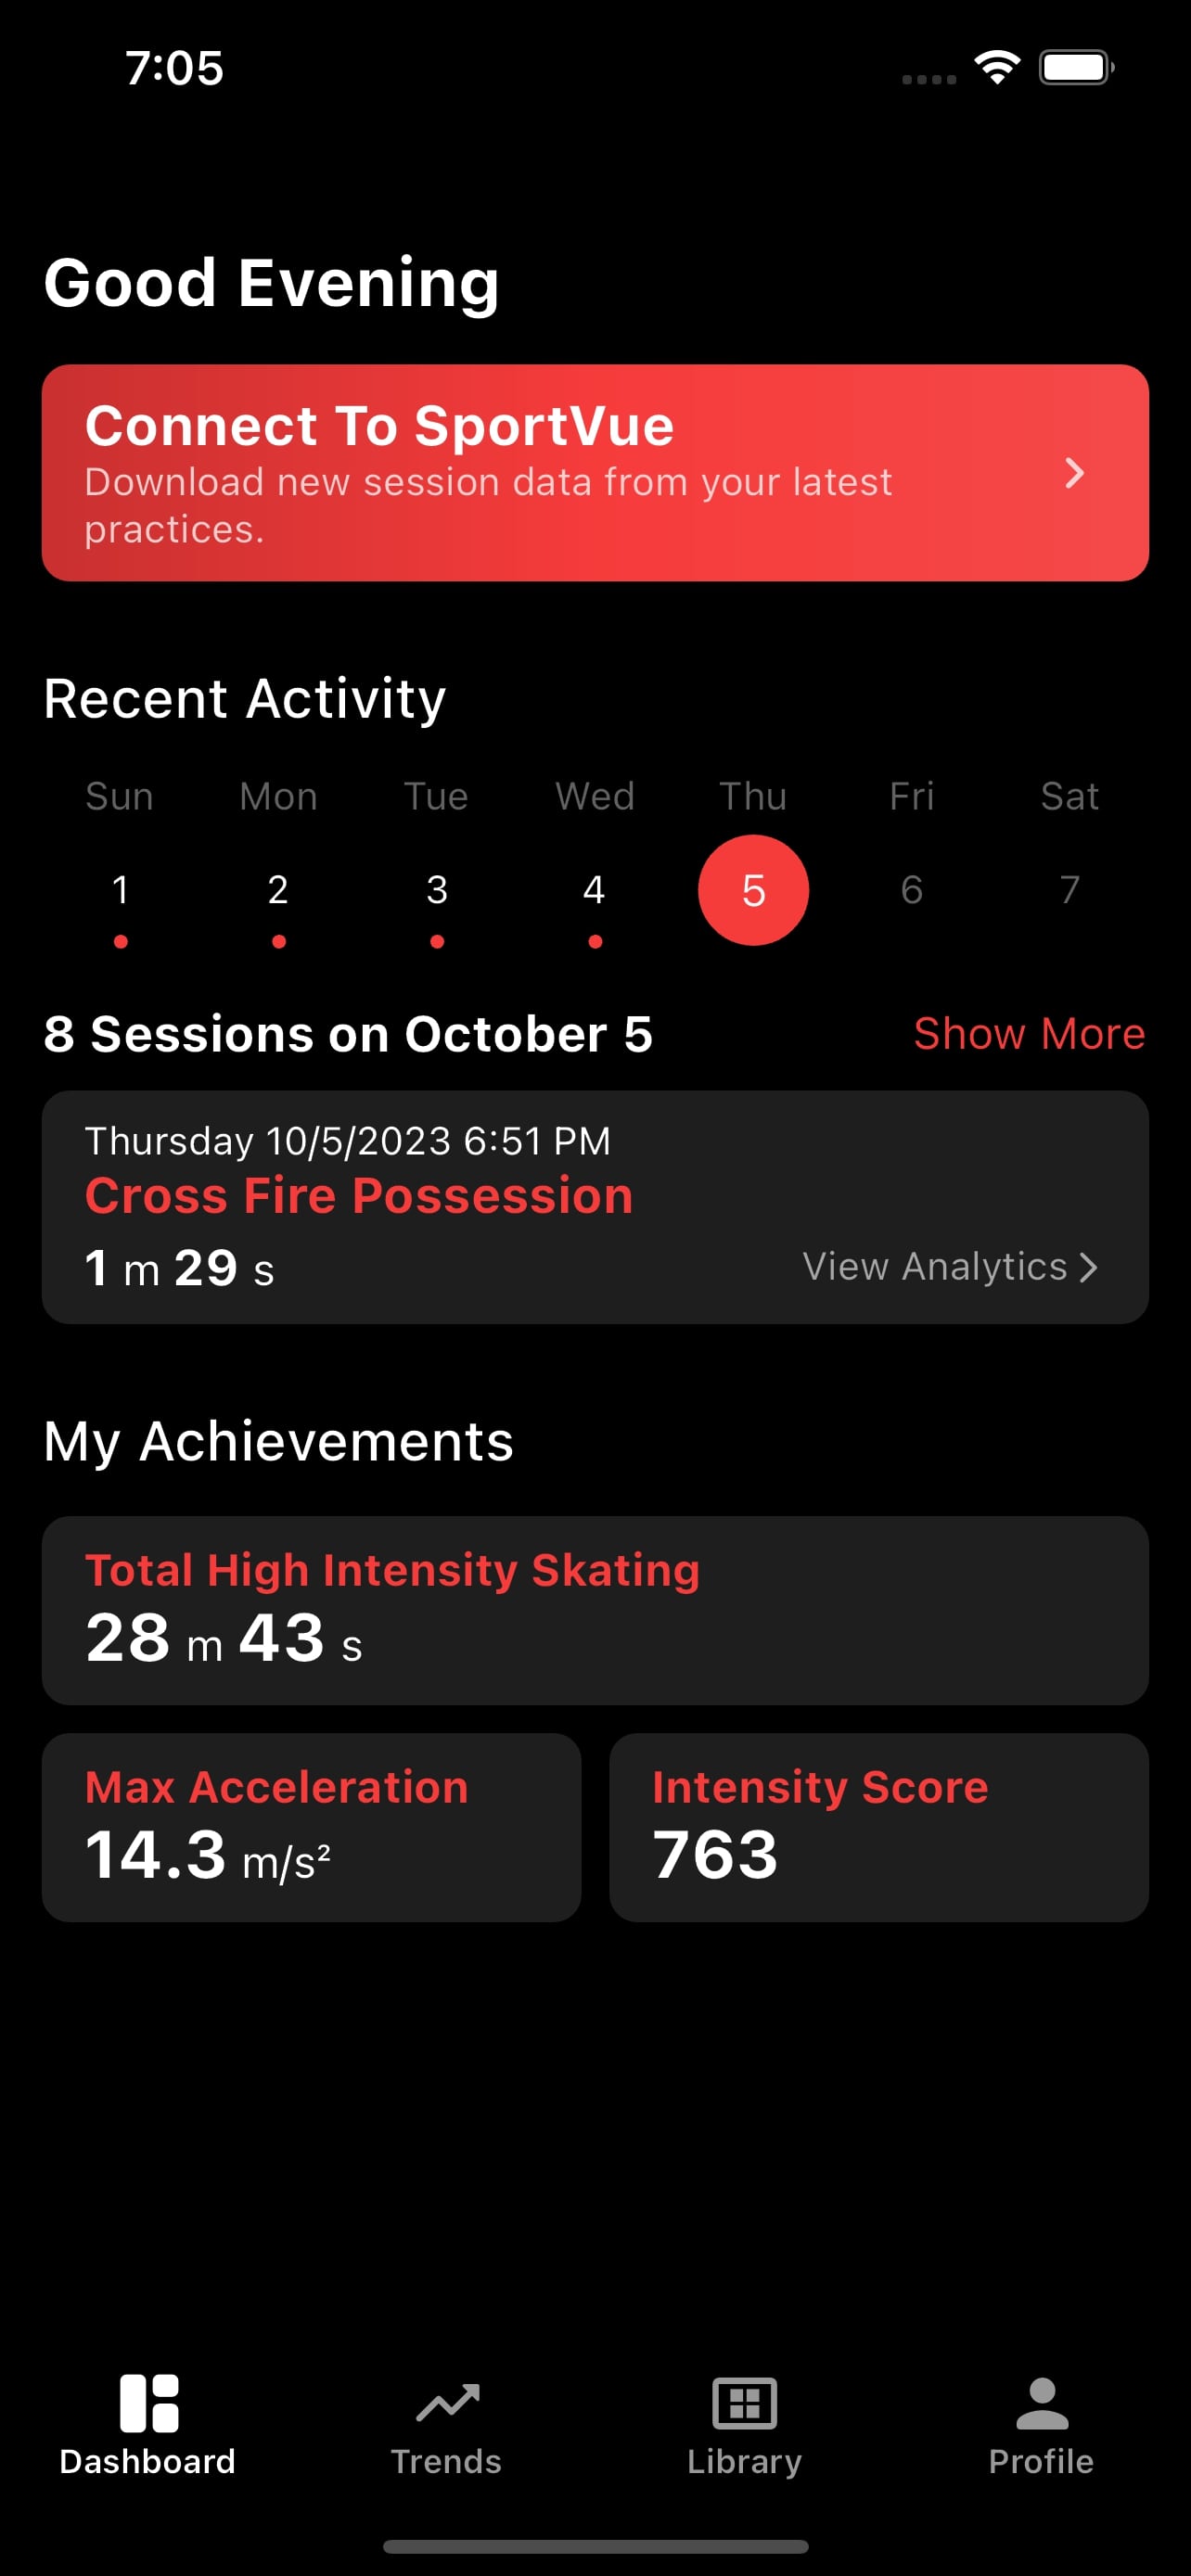 7:05
Good Evening
Connect To SportVue
Download new session data from your latest
practices.
Recent Activity
Sun Mon Tue Wed Thu Fri Sat
1 2 3 4 5 6 7
8 Sessions on October 5 Show More
Thursday 10/5/2023 6:51 PM
Cross Fire Possession
1 m 29 s View Analytics
My Achievements
Total High Intensity Skating
28 m 43 s
Max Acceleration Intensity Score
14.3 m/s² 763
Dashboard Trends Library Profile